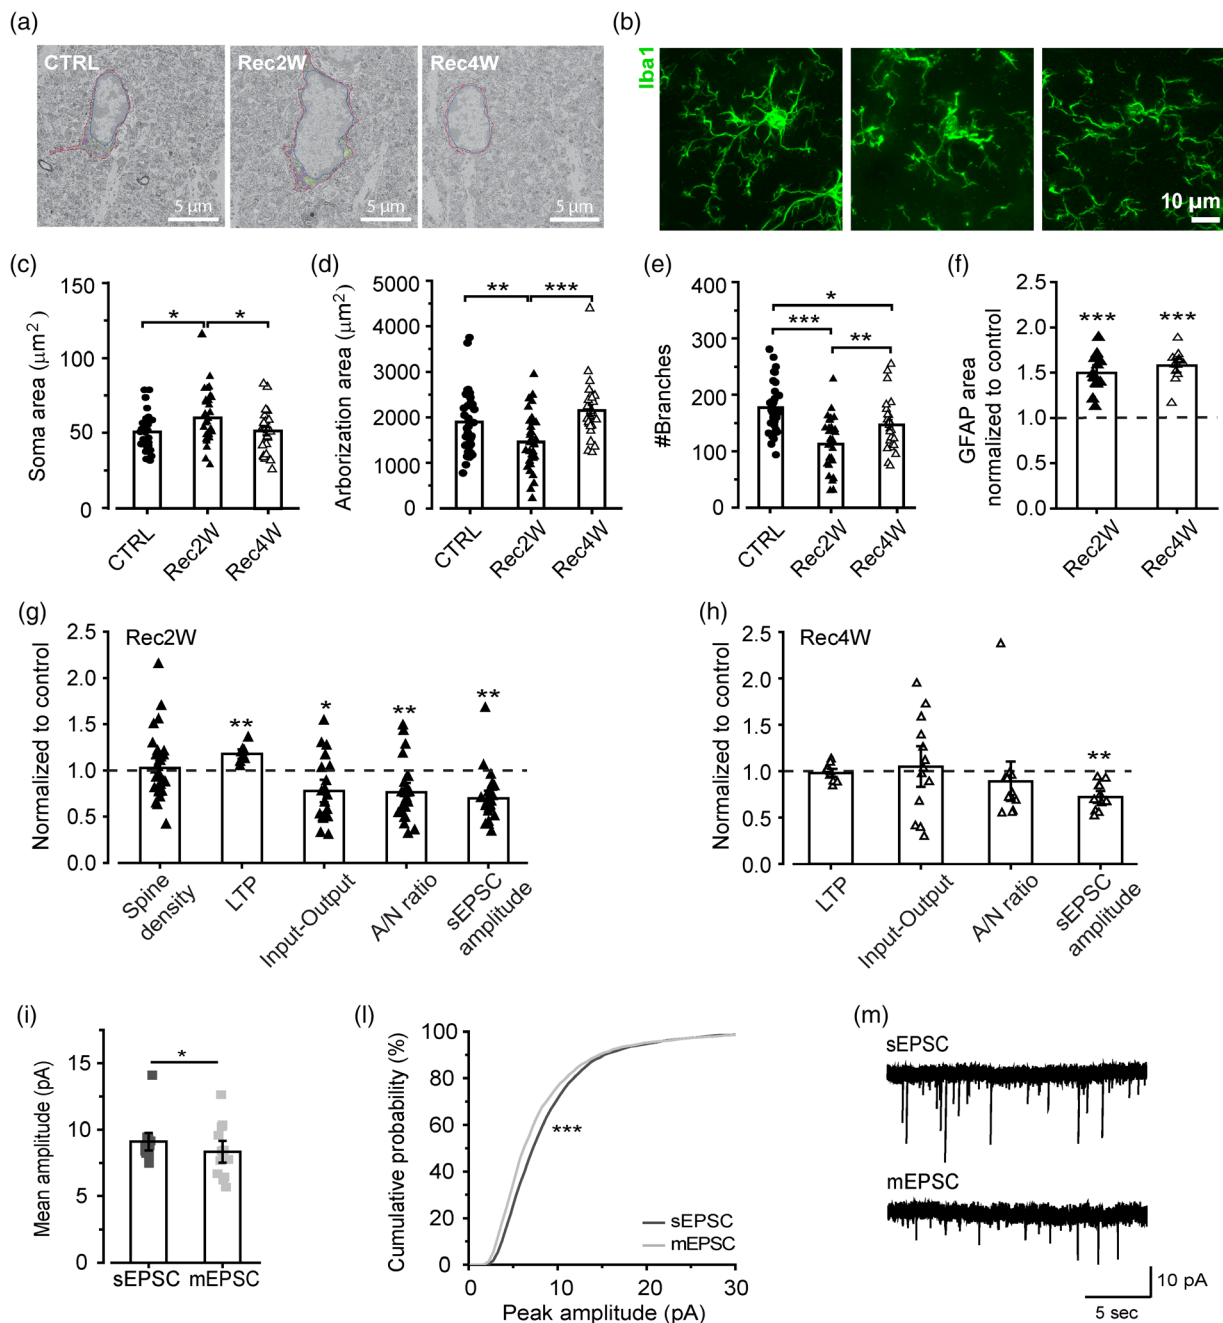 (a)
CTRL
Rec2W
Rec4W
5 µm
5 µm
5 µm
(b)
Iba1
10 µm
(c)
Soma area (µm²)
150
100
50
0
*
*
CTRL
Rec2W
Rec4W
(d)
Arborization area (µm²)
5000
4000
3000
2000
1000
0
**
***
CTRL
Rec2W
Rec4W
(e)
#Branches
400
300
200
100
0
*
***
**
CTRL
Rec2W
Rec4W
(f)
GFAP area
normalized to control
2.5
2.0
1.5
1.0
0.5
0.0
***
***
Rec2W
Rec4W
(g)
Rec2W
Normalized to control
2.5
2.0
1.5
1.0
0.5
0.0
**
*
**
**
Spine
density
LTP
Input-Output
A/N ratio
sEPSC
amplitude
(h)
Rec4W
Normalized to control
2.5
2.0
1.5
1.0
0.5
0.0
**
LTP
Input-Output
A/N ratio
sEPSC
amplitude
(i)
Mean amplitude (pA)
15
10
5
0
*
sEPSC
mEPSC
(l)
Cumulative probability (%)
100
80
60
40
20
0
***
sEPSC
mEPSC
0
10
20
30
Peak amplitude (pA)
(m)
sEPSC
mEPSC
10 pA
5 sec